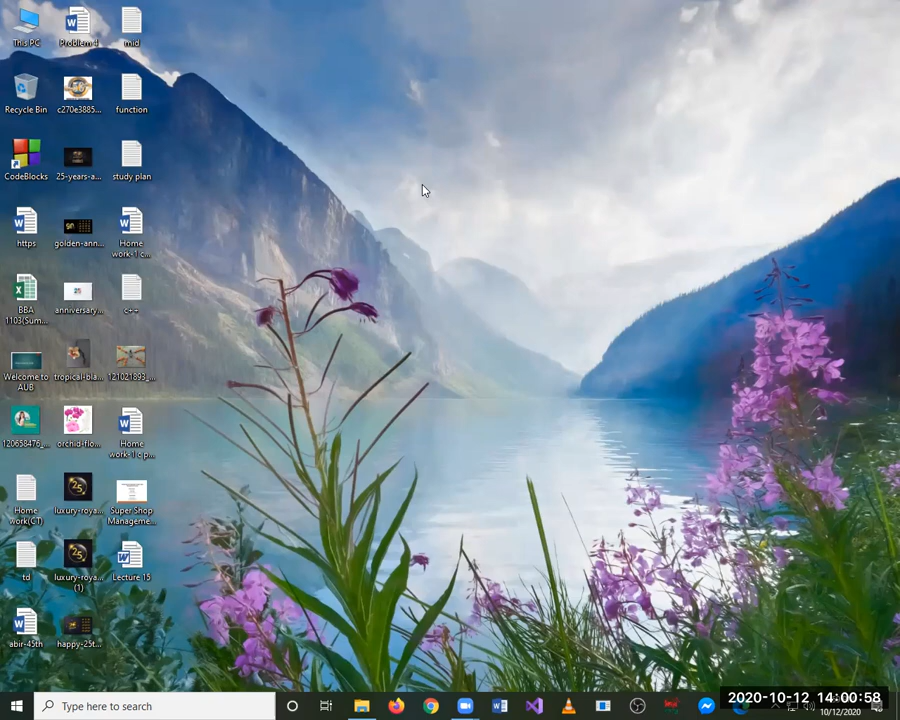 This PC
Problem 4
mid
Recycle Bin
c270e3885...
function
CodeBlocks
25-years-a...
study plan
https
golden-ann...
Home
work-1 c...
BBA
1103(Sum...
anniversary...
c++
Welcome to
AUB
tropical-bla...
121021893_...
120658476_...
orchid-flo...
Home
work-1 c p...
Home
work(CT)
luxury-roya...
Super Shop
Manageme...
td
luxury-roya...
(1)
Lecture 15
abir-45th
happy-25t...
Type here to search
2020-10-12 14:00:58
10/12/2020